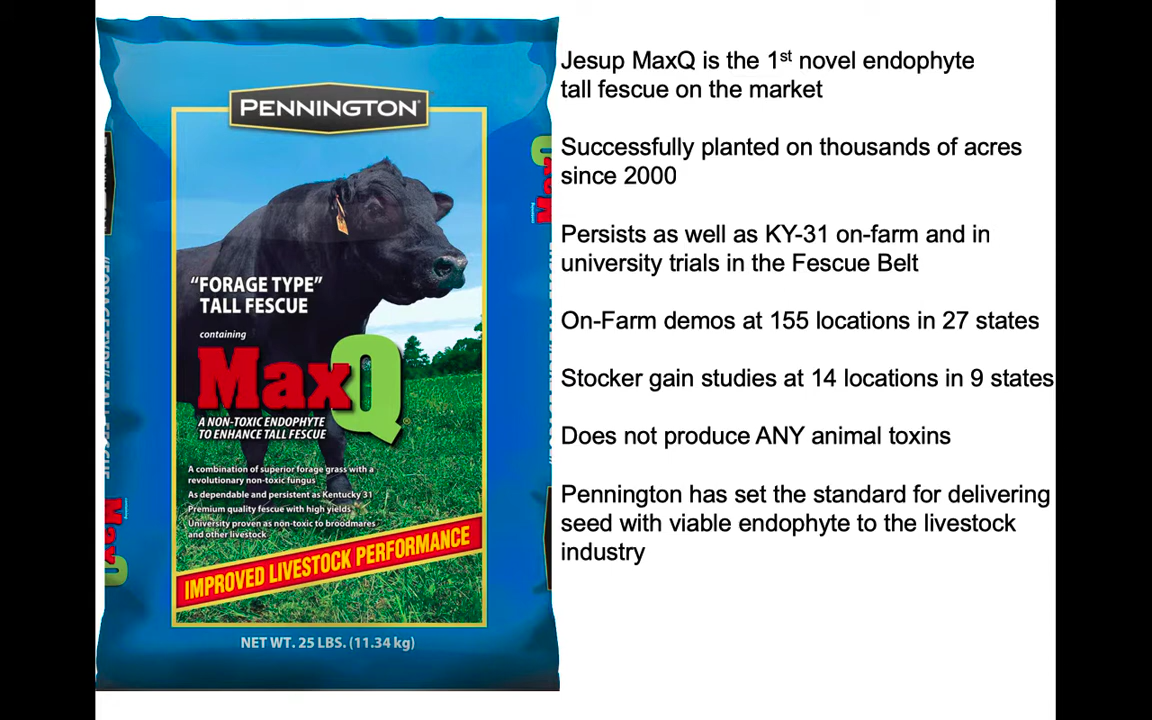 PENNINGTON®
"FORAGE TYPE"
TALL FESCUE
containing
MaxQ®
A NON-TOXIC ENDOPHYTE
TO ENHANCE TALL FESCUE
A combination of superior forage grass with a
revolutionary non-toxic fungus
As dependable and persistent as Kentucky 31
Premium quality fescue with high yields
University proven as non-toxic to broodmares
and other livestock
IMPROVED LIVESTOCK PERFORMANCE
NET WT. 25 LBS. (11.34 kg)
Jesup MaxQ is the 1st novel endophyte
tall fescue on the market
Successfully planted on thousands of acres
since 2000
Persists as well as KY-31 on-farm and in
university trials in the Fescue Belt
On-Farm demos at 155 locations in 27 states
Stocker gain studies at 14 locations in 9 states
Does not produce ANY animal toxins
Pennington has set the standard for delivering
seed with viable endophyte to the livestock
industry